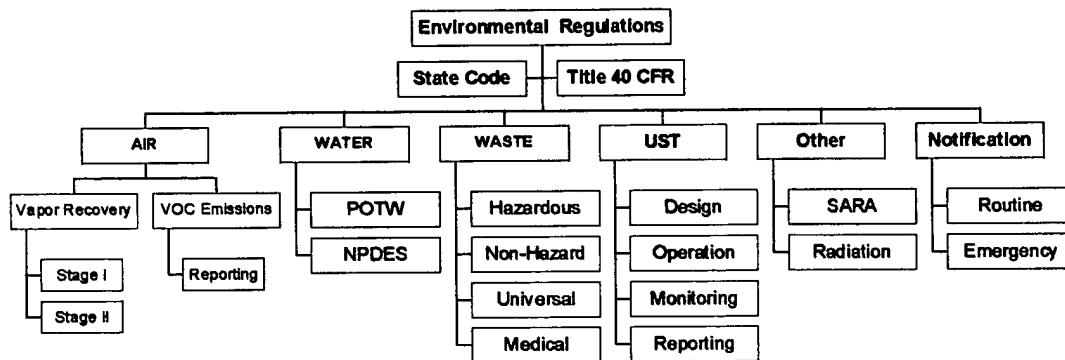 Environmental Regulations
State Code
Title 40 CFR
AIR
WATER
WASTE
UST
Other
Notification
Vapor Recovery
VOC Emissions
POTW
Hazardous
Design
SARA
Routine
Stage I
Reporting
NPDES
Non-Hazard
Operation
Radiation
Emergency
Stage II
Universal
Monitoring
Medical
Reporting